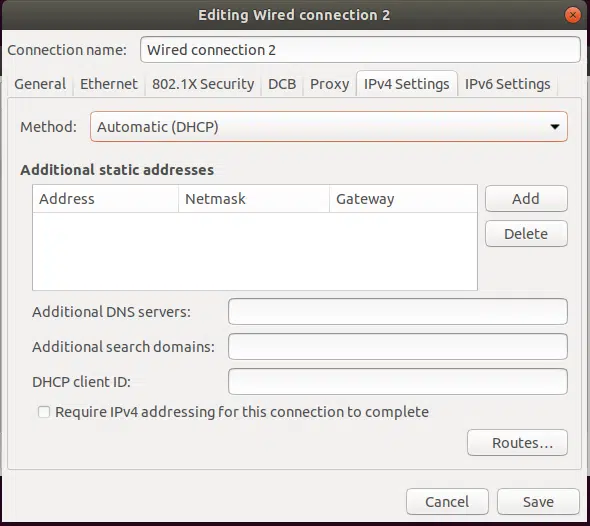 Editing Wired connection 2
Connection name: Wired connection 2
General Ethernet 802.1X Security DCB Proxy IPv4 Settings IPv6 Settings
Method: Automatic (DHCP)
Additional static addresses
Address Netmask Gateway Add
Delete
Additional DNS servers:
Additional search domains:
DHCP client ID:
Require IPv4 addressing for this connection to complete
Routes…
Cancel Save